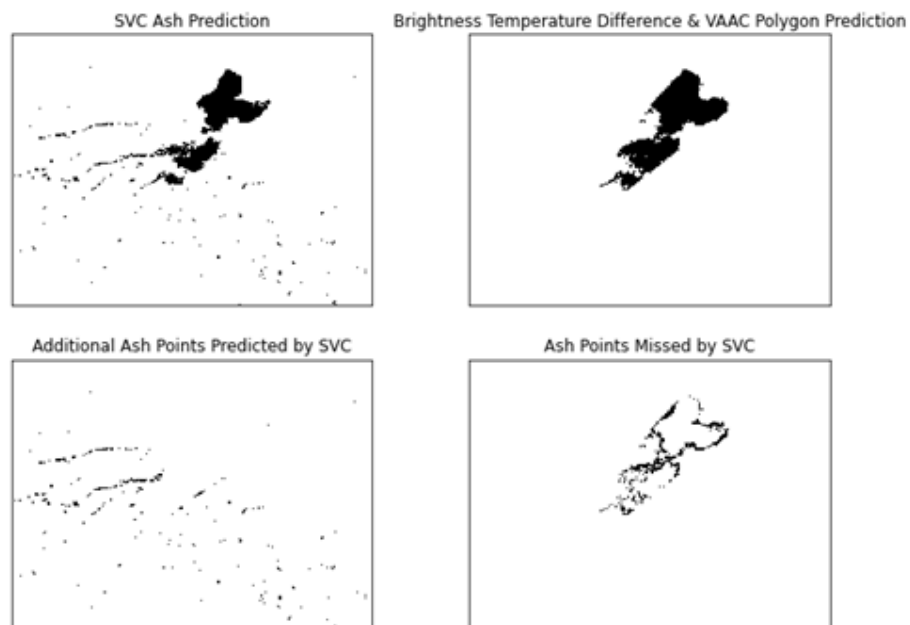 SVC Ash Prediction
Brightness Temperature Difference & VAAC Polygon Prediction
Additional Ash Points Predicted by SVC
Ash Points Missed by SVC